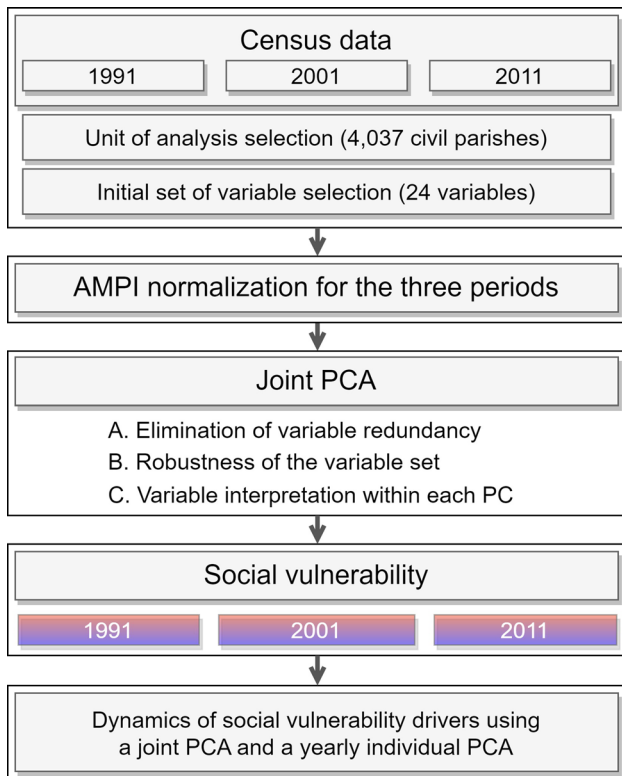 Census data
1991 2001 2011
Unit of analysis selection (4,037 civil parishes)
Initial set of variable selection (24 variables)
AMPI normalization for the three periods
Joint PCA
A. Elimination of variable redundancy
B. Robustness of the variable set
C. Variable interpretation within each PC
Social vulnerability
1991 2001 2011
Dynamics of social vulnerability drivers using
a joint PCA and a yearly individual PCA